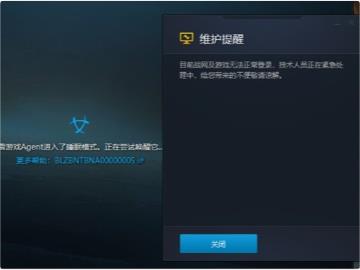 维护提醒
目前战网及游戏无法正常登录，技术人员正在紧急处
理中，给您带来的不便敬请谅解。
看游戏Agent进入了睡眠模式。正在尝试唤醒它...
更多帮助：BLZBNTBNA00000005
关闭